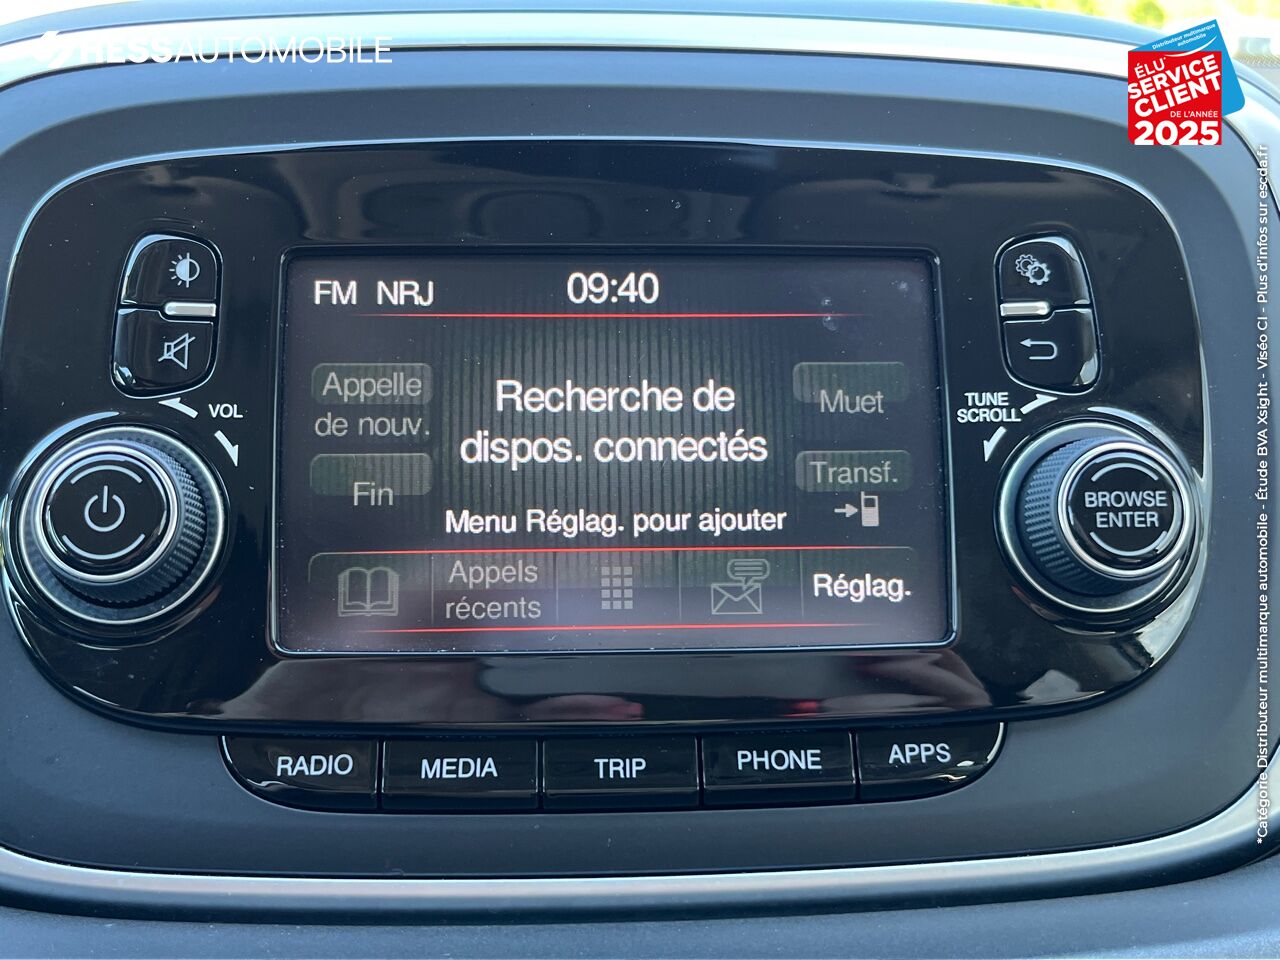 HESSAUTOMOBILE
Distributeur multimarque
automobile*
ÉLU
SERVICE
CLIENT
DE L'ANNÉE
2025
*Catégorie Distributeur multimarque automobile - Étude BVA Xsight - Viséo CI - Plus d'infos sur escda.fr
FM NRJ
09:40
Appelle
de nouv.
Fin
Recherche de
dispos. connectés
Menu Réglag. pour ajouter
Muet
Transf.
Appels
récents
Réglag.
VOL
TUNE
SCROLL
BROWSE
ENTER
RADIO
MEDIA
TRIP
PHONE
APPS